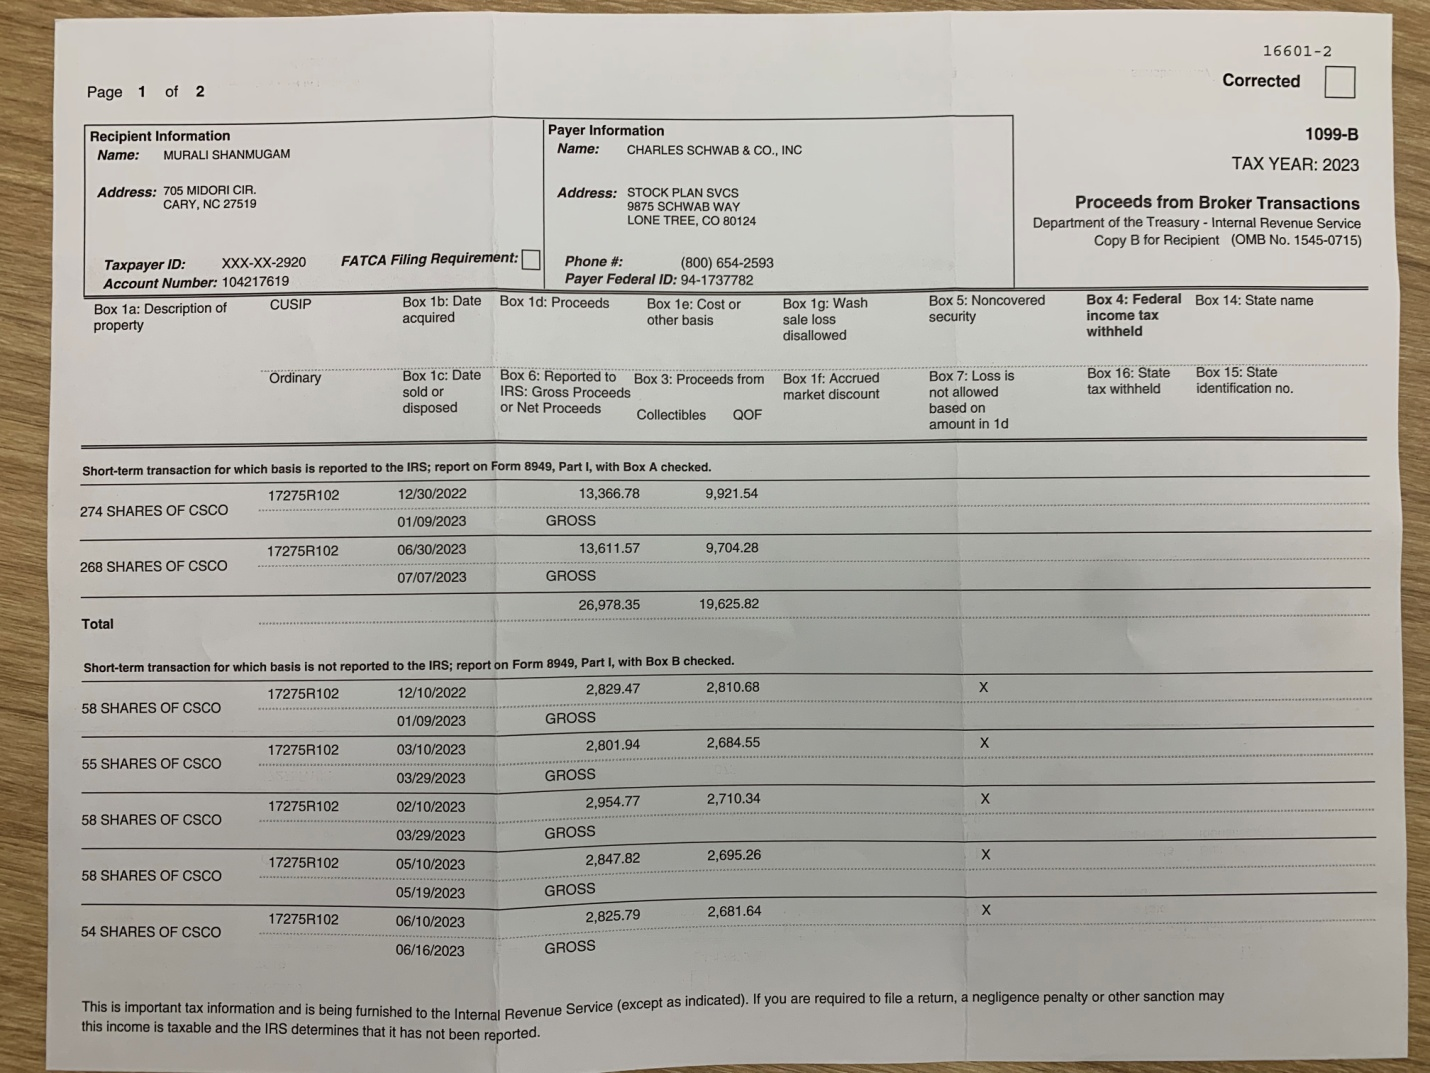 16601-2
Page 1 of 2
Corrected
Recipient Information
Name: MURALI SHANMUGAM
Address: 705 MIDORI CIR.
CARY, NC 27519
Taxpayer ID: XXX-XX-2920
FATCA Filing Requirement:
Account Number: 104217619
Payer Information
Name: CHARLES SCHWAB & CO., INC
Address: STOCK PLAN SVCS
9875 SCHWAB WAY
LONE TREE, CO 80124
Phone #: (800) 654-2593
Payer Federal ID: 94-1737782
1099-B
TAX YEAR: 2023
Proceeds from Broker Transactions
Department of the Treasury - Internal Revenue Service
Copy B for Recipient (OMB No. 1545-0715)
Box 1a: Description of
property
CUSIP
Box 1b: Date
acquired
Box 1d: Proceeds
Box 1e: Cost or
other basis
Box 1g: Wash
sale loss
disallowed
Box 5: Noncovered
security
Box 4: Federal
income tax
withheld
Box 14: State name
Ordinary
Box 1c: Date
sold or
disposed
Box 6: Reported to
IRS: Gross Proceeds
or Net Proceeds
Box 3: Proceeds from
Collectibles QOF
Box 1f: Accrued
market discount
Box 7: Loss is
not allowed
based on
amount in 1d
Box 16: State
tax withheld
Box 15: State
identification no.
Short-term transaction for which basis is reported to the IRS; report on Form 8949, Part I, with Box A checked.
17275R102 12/30/2022 13,366.78 9,921.54
274 SHARES OF CSCO
01/09/2023 GROSS
17275R102 06/30/2023 13,611.57 9,704.28
268 SHARES OF CSCO
07/07/2023 GROSS
26,978.35 19,625.82
Total
Short-term transaction for which basis is not reported to the IRS; report on Form 8949, Part I, with Box B checked.
17275R102 12/10/2022 2,829.47 2,810.68 X
58 SHARES OF CSCO
01/09/2023 GROSS
17275R102 03/10/2023 2,801.94 2,684.55 X
55 SHARES OF CSCO
03/29/2023 GROSS
17275R102 02/10/2023 2,954.77 2,710.34 X
58 SHARES OF CSCO
03/29/2023 GROSS
17275R102 05/10/2023 2,847.82 2,695.26 X
58 SHARES OF CSCO
05/19/2023 GROSS
17275R102 06/10/2023 2,825.79 2,681.64 X
54 SHARES OF CSCO
06/16/2023 GROSS
This is important tax information and is being furnished to the Internal Revenue Service (except as indicated). If you are required to file a return, a negligence penalty or other sanction may
this income is taxable and the IRS determines that it has not been reported.